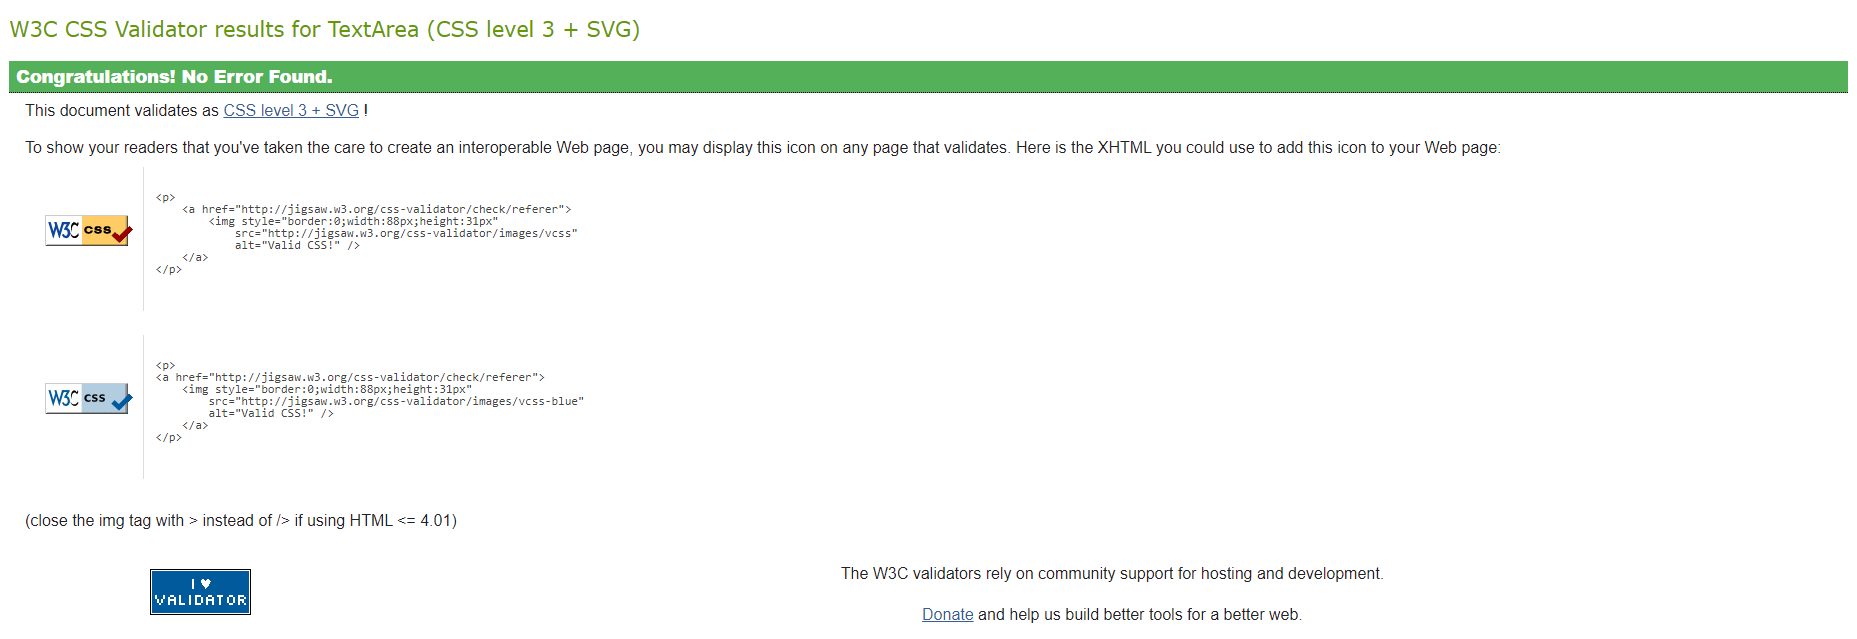 W3C CSS Validator results for TextArea (CSS level 3 + SVG)
Congratulations! No Error Found.
This document validates as CSS level 3 + SVG !
To show your readers that you've taken the care to create an interoperable Web page, you may display this icon on any page that validates. Here is the XHTML you could use to add this icon to your Web page:
W3C css
<p>
    <a href="http://jigsaw.w3.org/css-validator/check/referer">
        <img style="border:0;width:88px;height:31px"
            src="http://jigsaw.w3.org/css-validator/images/vcss"
            alt="Valid CSS!" />
    </a>
</p>
W3C css
<p>
<a href="http://jigsaw.w3.org/css-validator/check/referer">
    <img style="border:0;width:88px;height:31px"
        src="http://jigsaw.w3.org/css-validator/images/vcss-blue"
        alt="Valid CSS!" />
    </a>
</p>
(close the img tag with > instead of /> if using HTML <= 4.01)
I ♥
VALIDATOR
The W3C validators rely on community support for hosting and development.
Donate and help us build better tools for a better web.